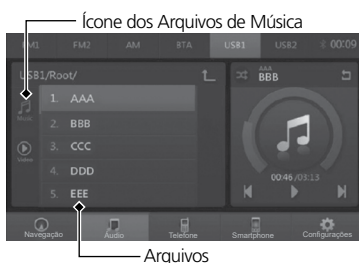 Ícone dos Arquivos de Música
FM1 FM2 AM BTA USB1 USB2 00:09
USB1/Root/
AAA
BBB
Music
Video
1. AAA
2. BBB
3. CCC
4. DDD
5. EEE
00:46/03:13
Navegação Áudio Telefone Smartphone Configurações
Arquivos